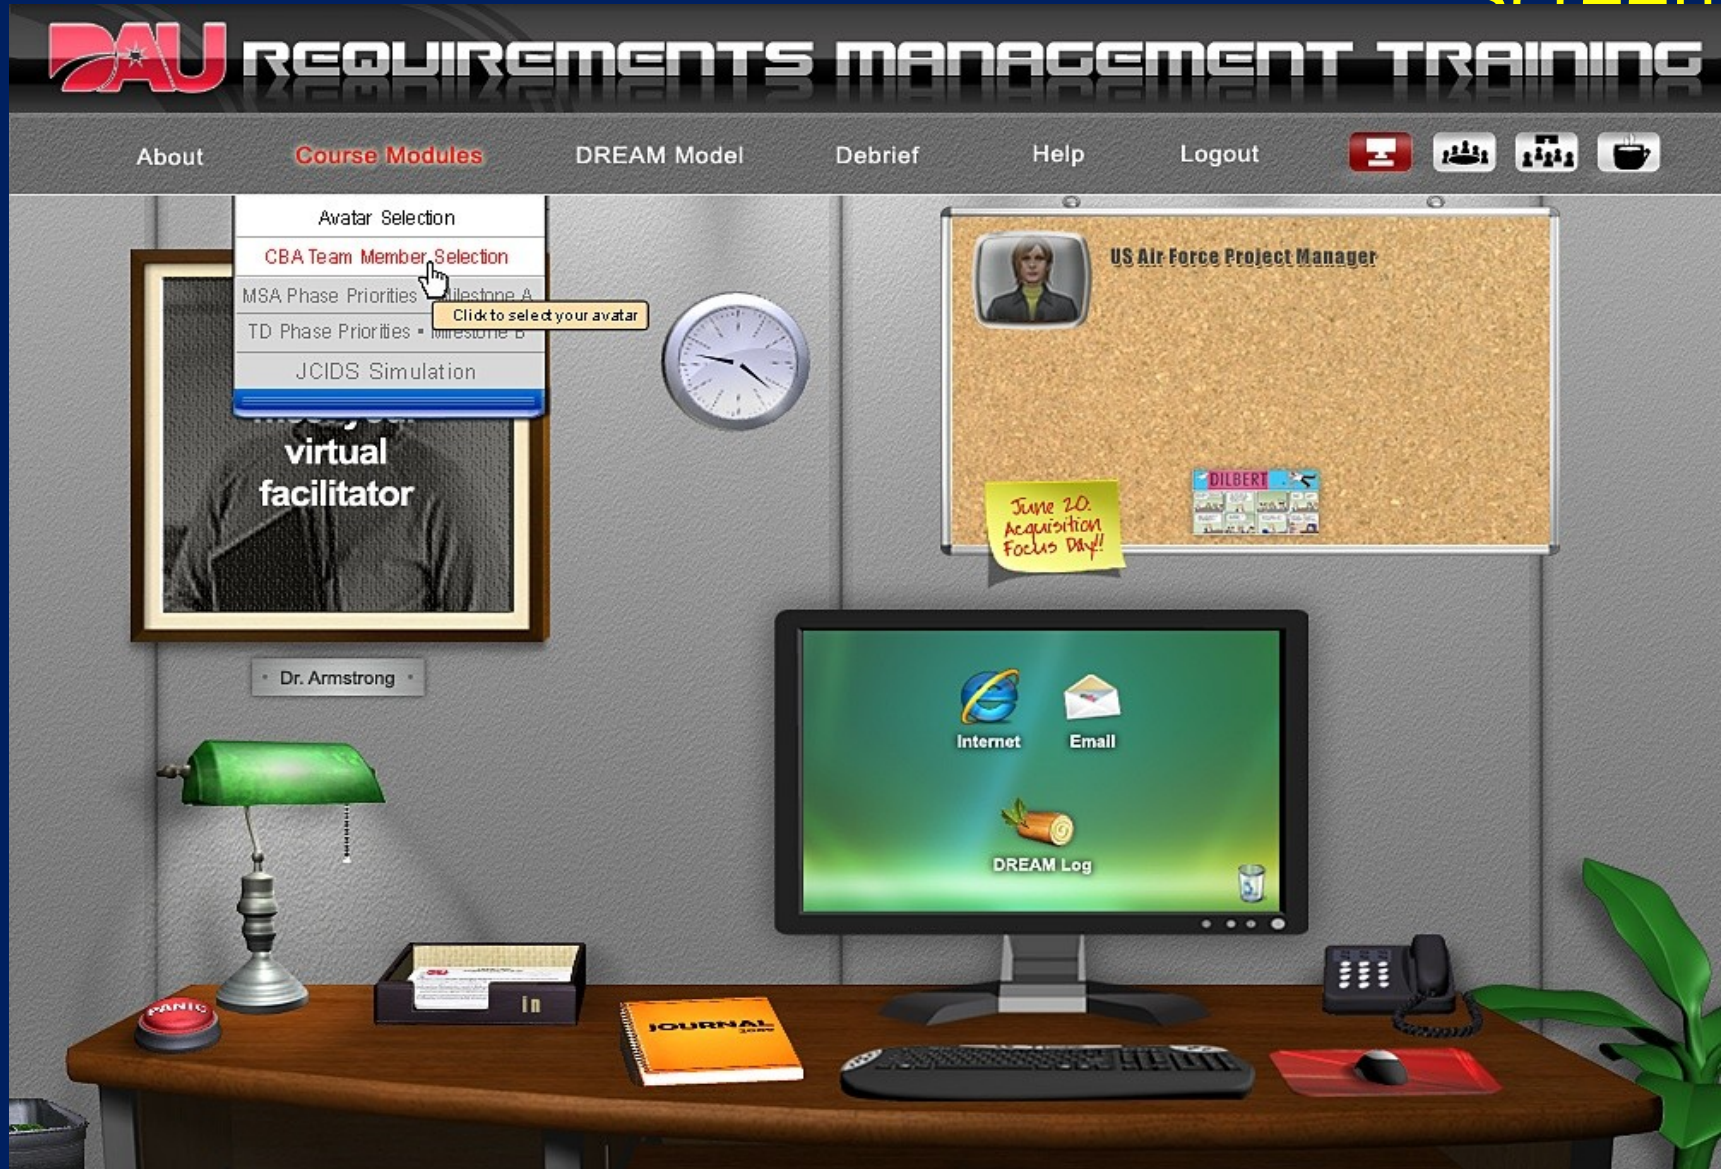 DAU REQUIREMENTS MANAGEMENT TRAINING
About Course Modules DREAM Model Debrief Help Logout
Avatar Selection
CBA Team Member Selection
MSA Phase Priorities Milestone A
Click to select your avatar
TD Phase Priorities • Milestone B
JCIDS Simulation
virtual
facilitator
Dr. Armstrong
US Air Force Project Manager
DILBERT
June 20:
Acquisition
Focus Day!!
Internet Email
DREAM Log
PANIC
In
JOURNAL